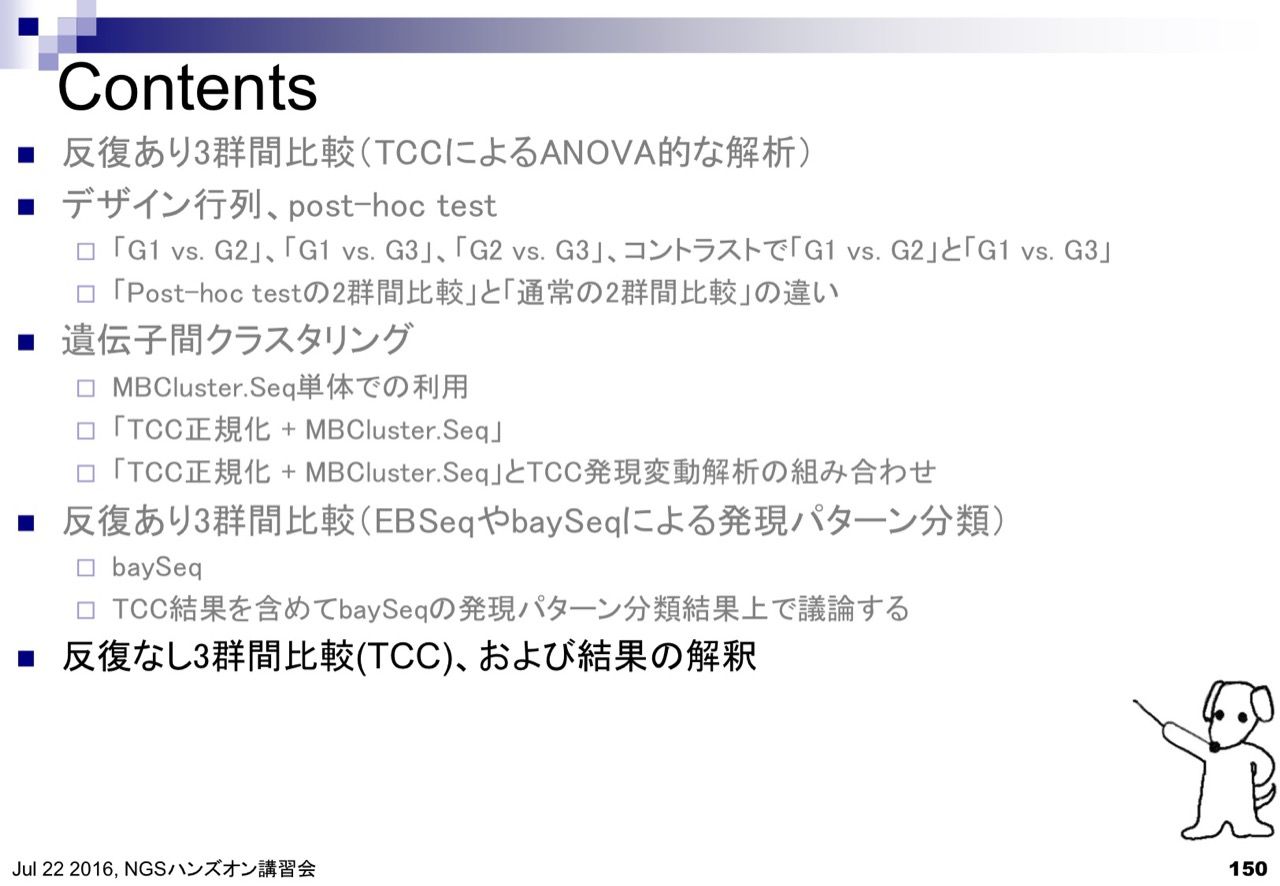 Contents
反復あり3群間比較(TCCによるANOVA的な解析)
デザイン行列、post-hoc test
「G1 vs. G2」、「G1 vs. G3」、「G2 vs. G3」、コントラストで「G1 vs. G2」と「G1 vs. G3」
「Post-hoc testの2群間比較」と「通常の2群間比較」の違い
遺伝子間クラスタリング
MBCluster.Seq単体での利用
「TCC正規化 + MBCluster.Seq」
「TCC正規化 + MBCluster.Seq」とTCC発現変動解析の組み合わせ
反復あり3群間比較(EBSeqやbaySeqによる発現パターン分類)
baySeq
TCC結果を含めてbaySeqの発現パターン分類結果上で議論する
反復なし3群間比較(TCC)、および結果の解釈
Jul 22 2016, NGSハンズオン講習会
150